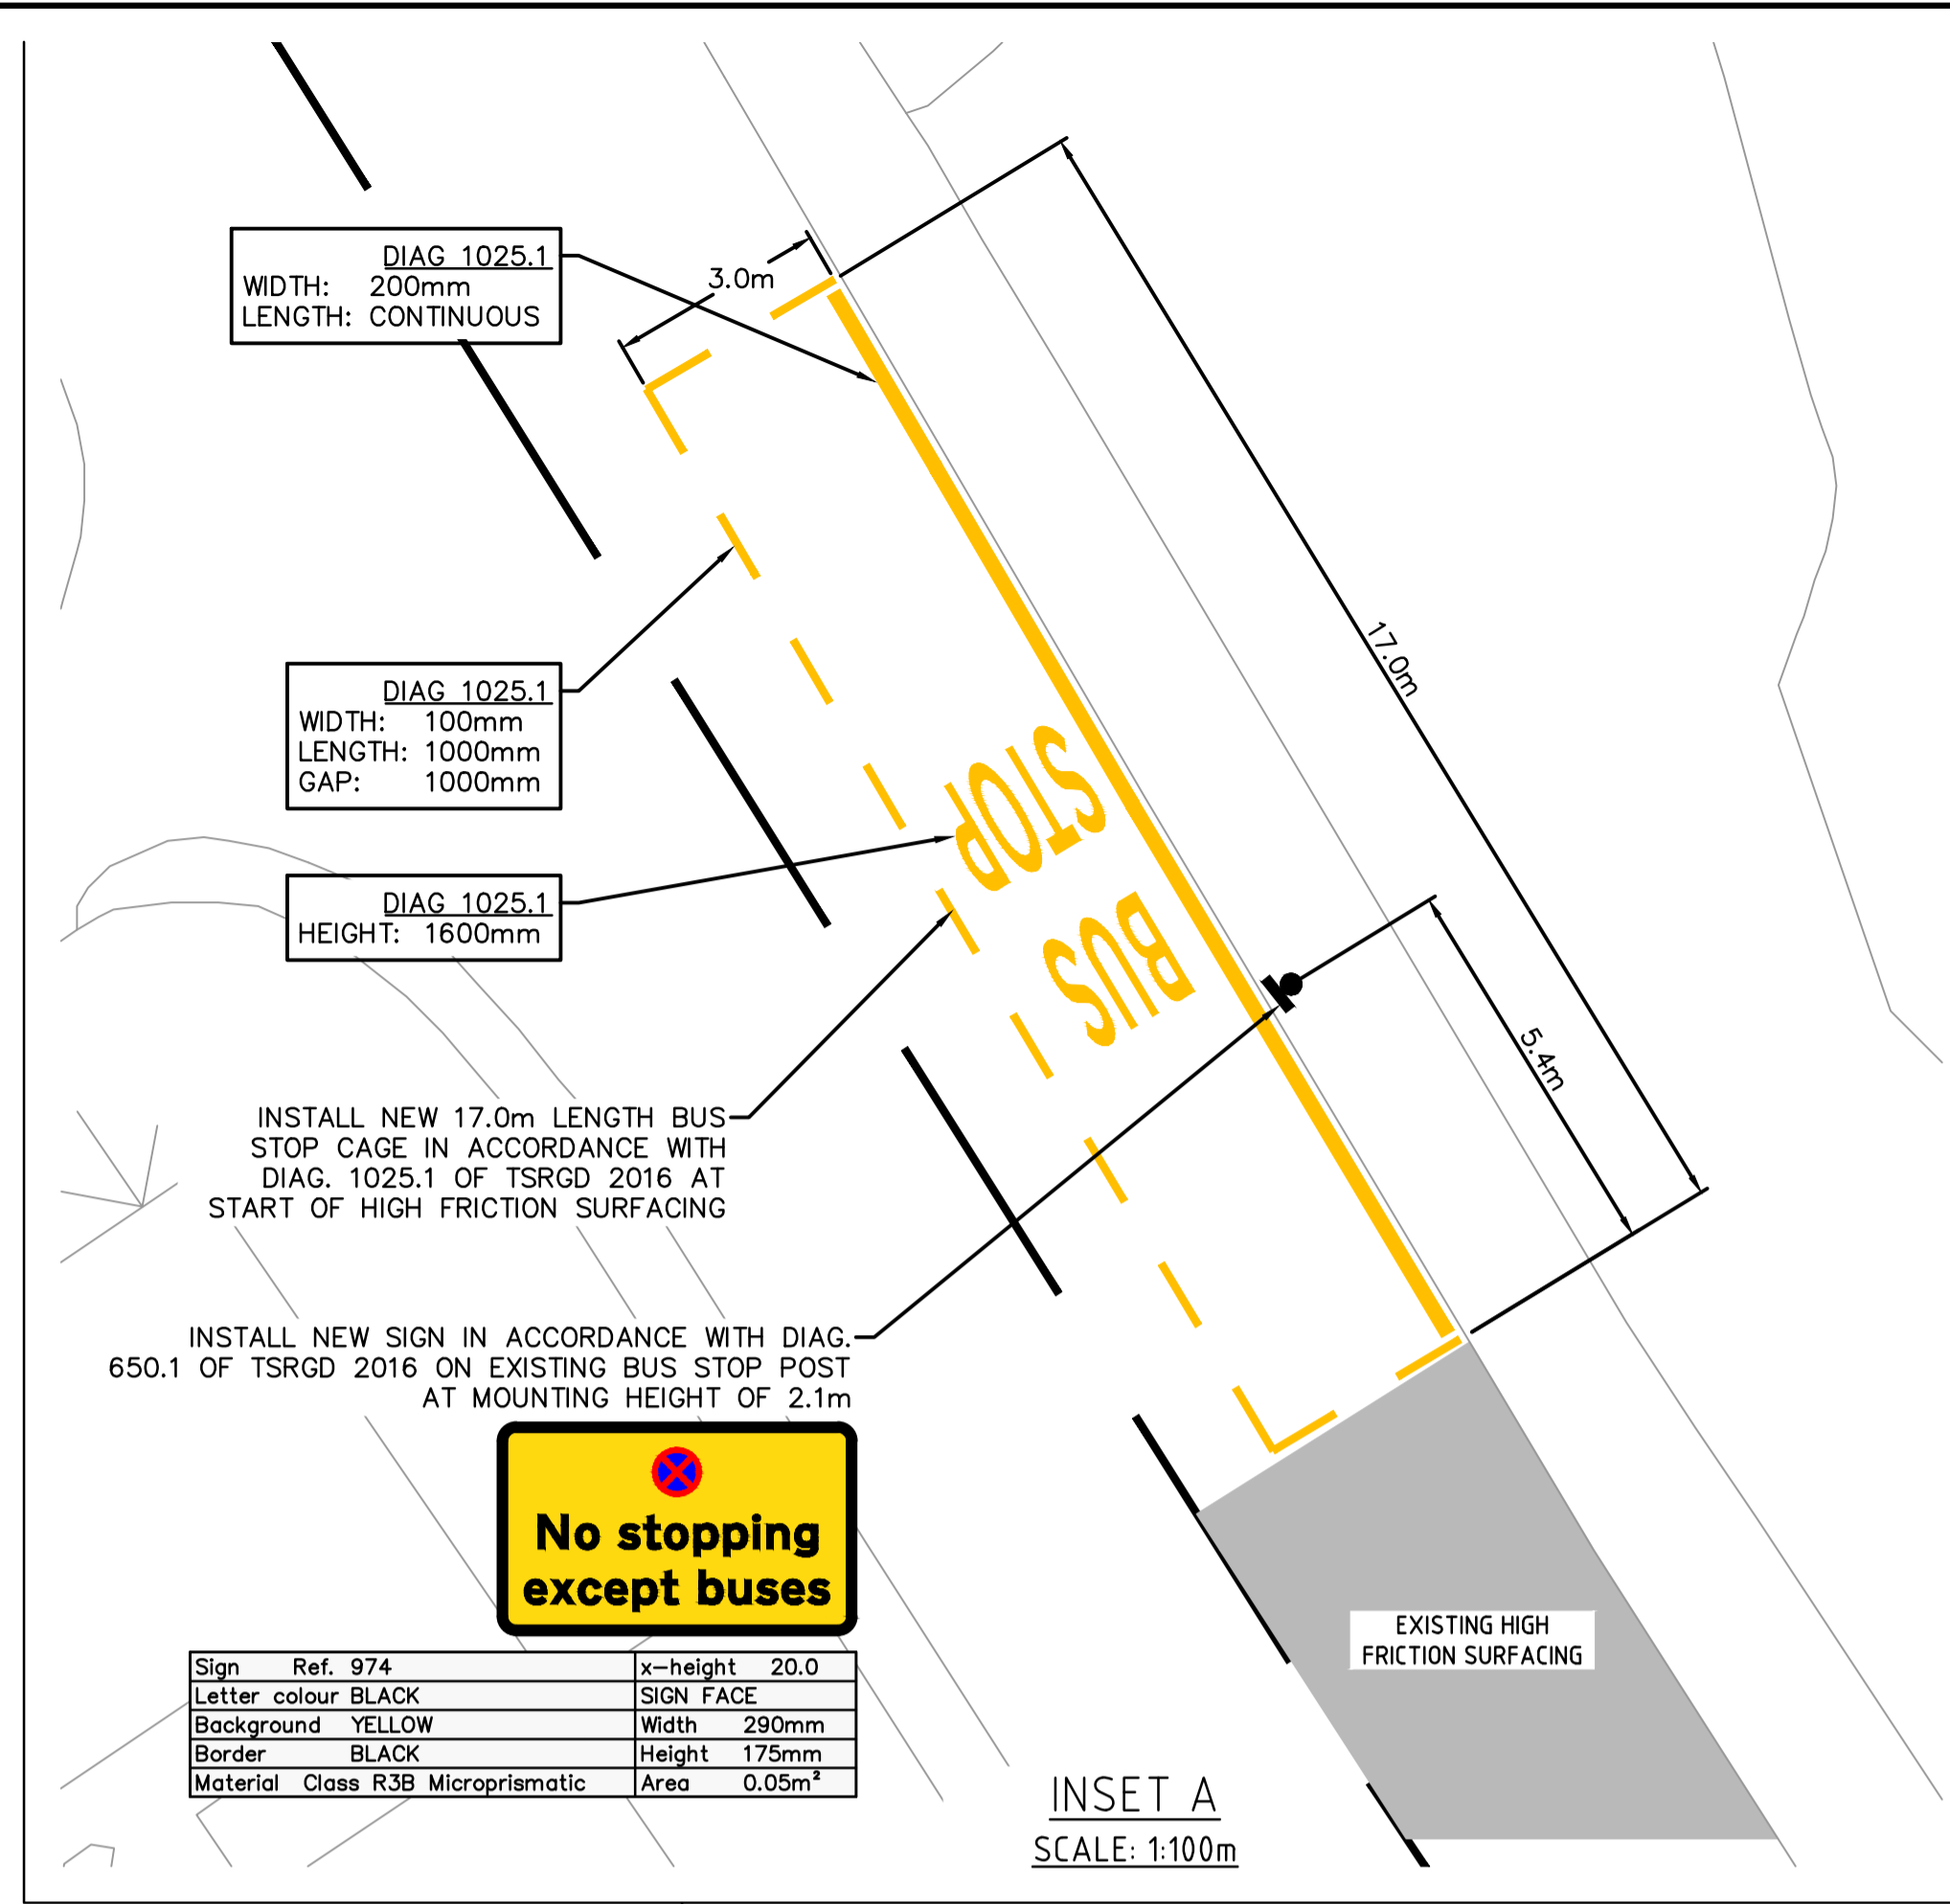 DIAG 1025.1
WIDTH: 200mm
LENGTH: CONTINUOUS
3.0m
17.0m
DIAG 1025.1
WIDTH: 100mm
LENGTH: 1000mm
GAP: 1000mm
DIAG 1025.1
HEIGHT: 1600mm
BUS
STOP
5.4m
INSTALL NEW 17.0m LENGTH BUS
STOP CAGE IN ACCORDANCE WITH
DIAG. 1025.1 OF TSRGD 2016 AT
START OF HIGH FRICTION SURFACING
INSTALL NEW SIGN IN ACCORDANCE WITH DIAG.
650.1 OF TSRGD 2016 ON EXISTING BUS STOP POST
AT MOUNTING HEIGHT OF 2.1m
No stopping
except buses
Sign Ref. 974 x-height 20.0
Letter colour BLACK SIGN FACE
Background YELLOW Width 290mm
Border BLACK Height 175mm
Material Class R3B Microprismatic Area 0.05m²
EXISTING HIGH
FRICTION SURFACING
INSET A
SCALE: 1:100m